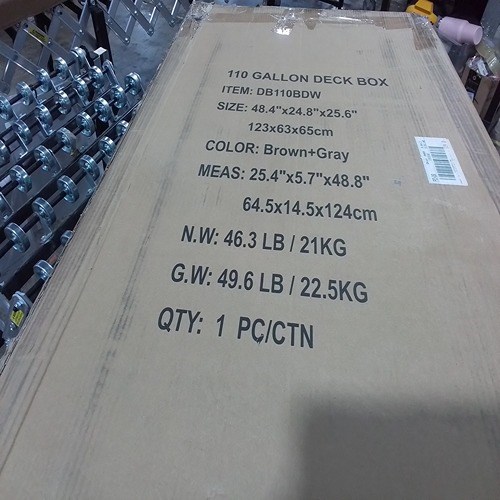 110 GALLON DECK BOX
ITEM: DB110BDW
SIZE: 48.4"x24.8"x25.6"
123x63x65cm
COLOR: Brown+Gray
MEAS: 25.4"x5.7"x48.8"
64.5x14.5x124cm
N.W: 46.3 LB / 21KG
G.W: 49.6 LB / 22.5KG
QTY: 1 PC/CTN